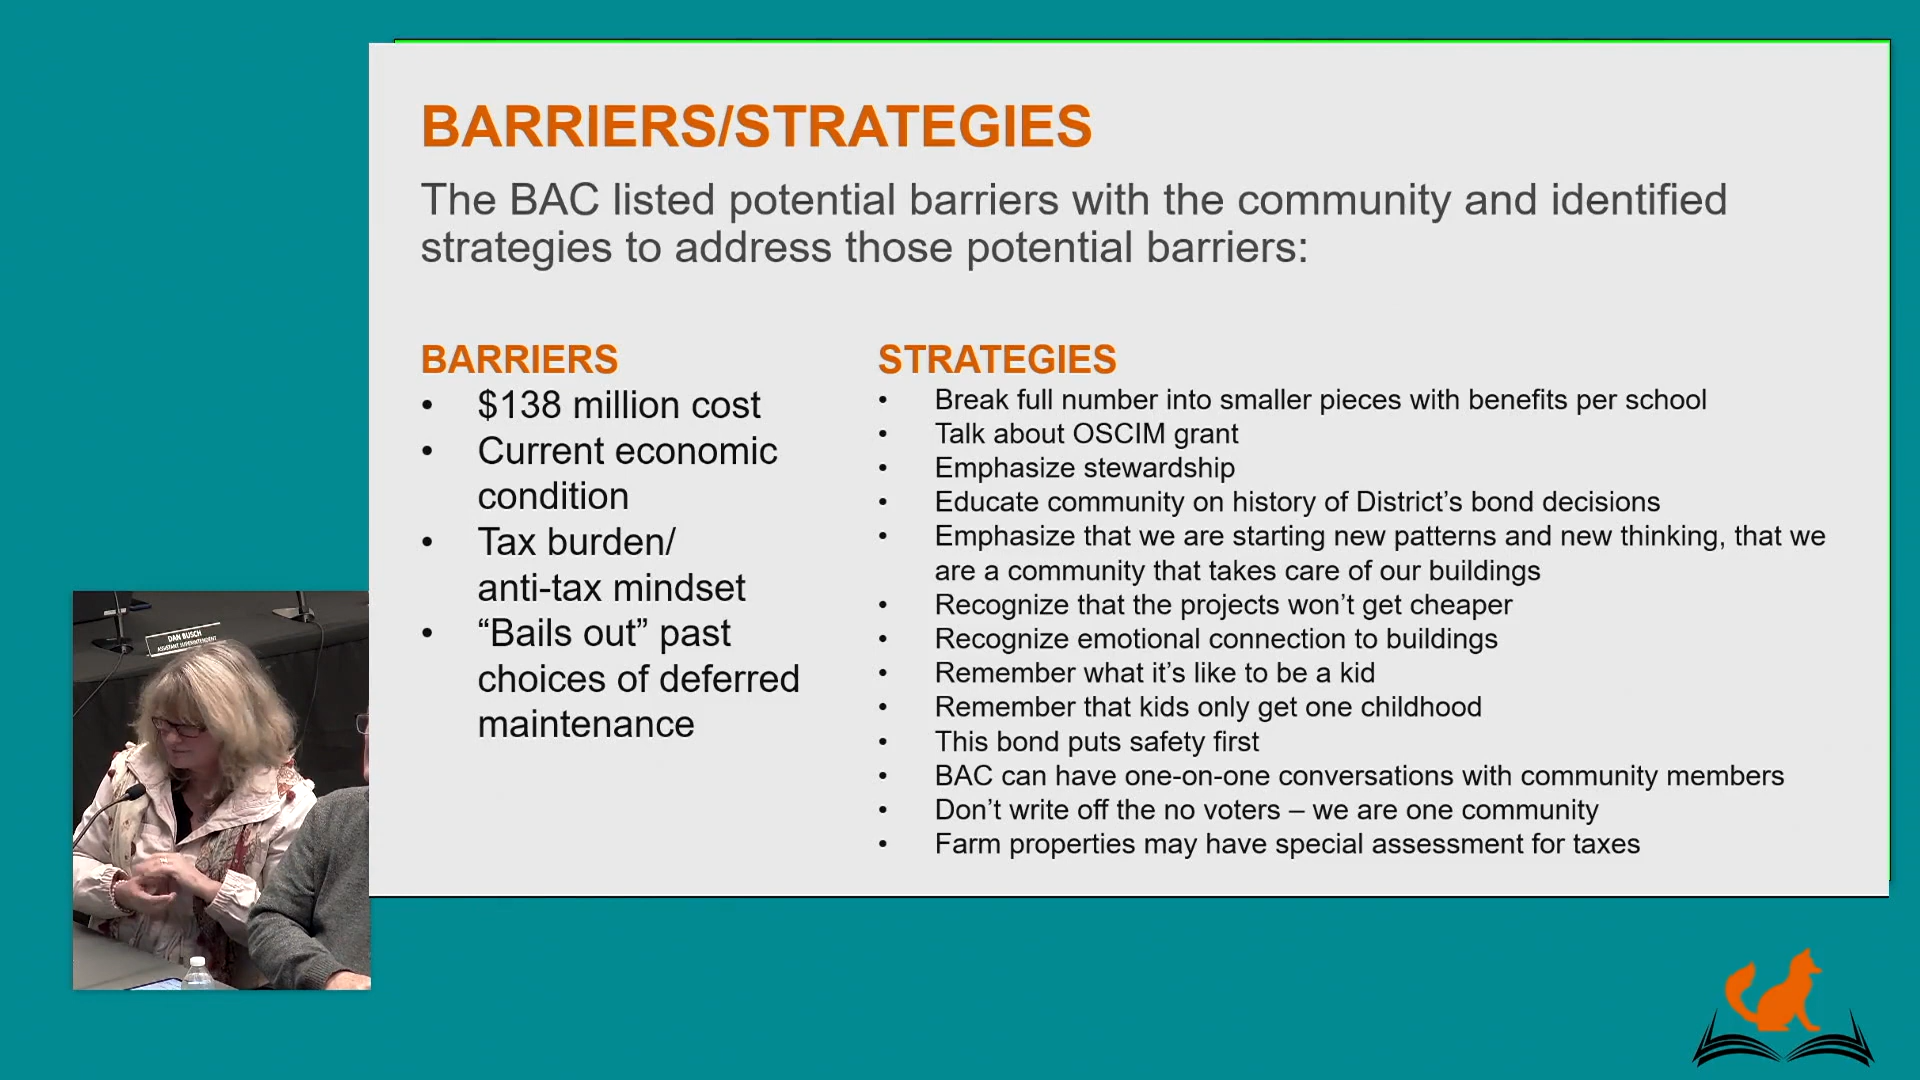 BARRIERS/STRATEGIES
The BAC listed potential barriers with the community and identified
strategies to address those potential barriers:
BARRIERS
• $138 million cost
• Current economic
condition
• Tax burden/
anti-tax mindset
• “Bails out” past
choices of deferred
maintenance
STRATEGIES
• Break full number into smaller pieces with benefits per school
• Talk about OSCIM grant
• Emphasize stewardship
• Educate community on history of District’s bond decisions
• Emphasize that we are starting new patterns and new thinking, that we
are a community that takes care of our buildings
• Recognize that the projects won’t get cheaper
• Recognize emotional connection to buildings
• Remember what it’s like to be a kid
• Remember that kids only get one childhood
• This bond puts safety first
• BAC can have one-on-one conversations with community members
• Don’t write off the no voters – we are one community
• Farm properties may have special assessment for taxes
DAN BUSCH
ASSISTANT SUPERINTENDENT